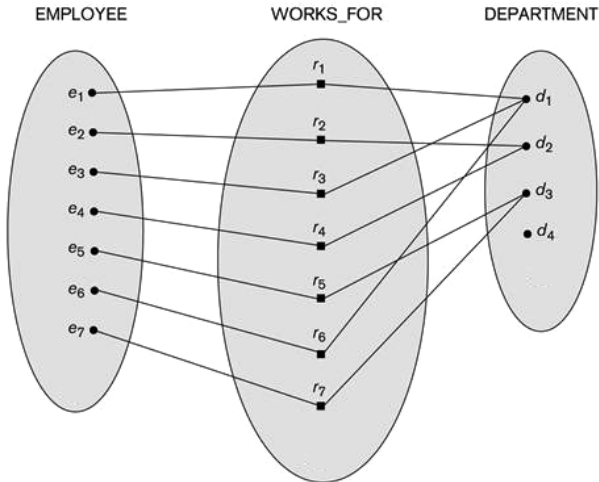 EMPLOYEE WORKS_FOR DEPARTMENT
e1
e2
e3
e4
e5
e6
e7
r1
r2
r3
r4
r5
r6
r7
d1
d2
d3
d4